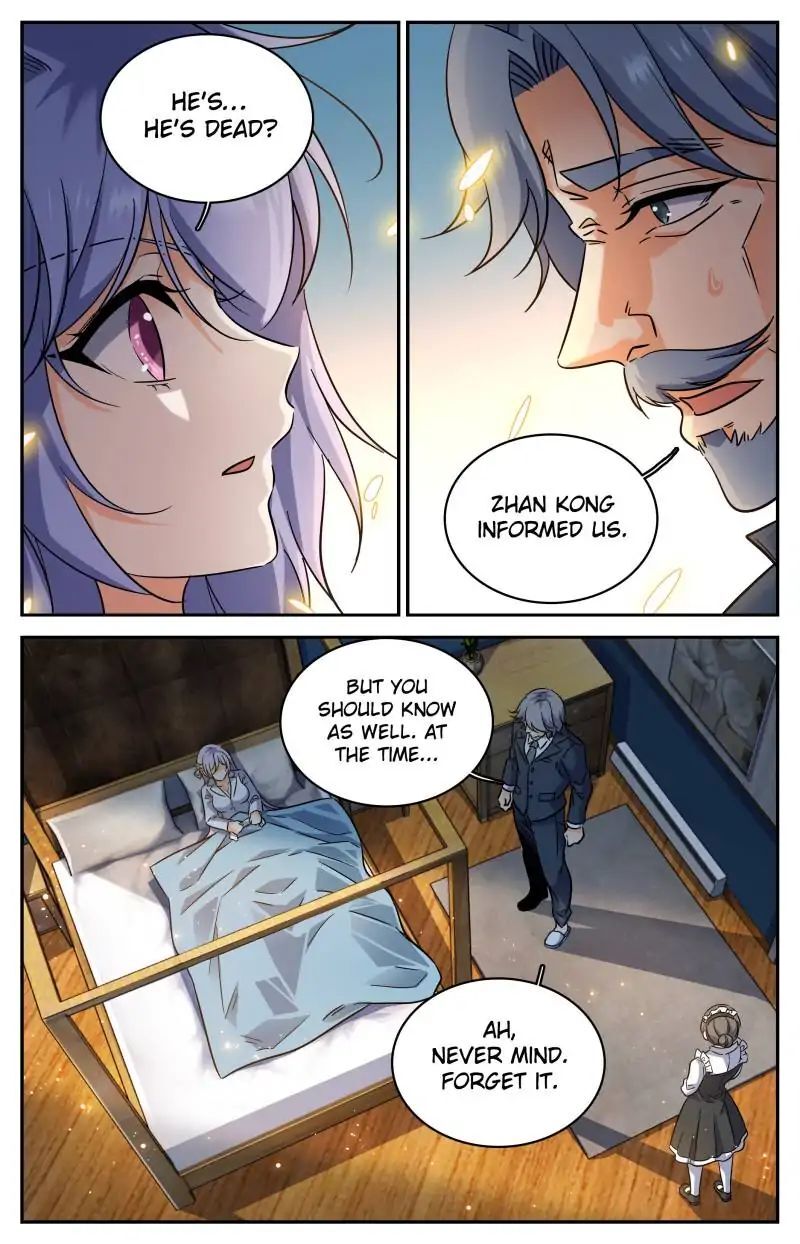 HE'S...
HE'S DEAD?
ZHAN KONG
INFORMED US.
BUT YOU
SHOULD KNOW
AS WELL. AT
THE TIME...
AH,
NEVER MIND.
FORGET IT.